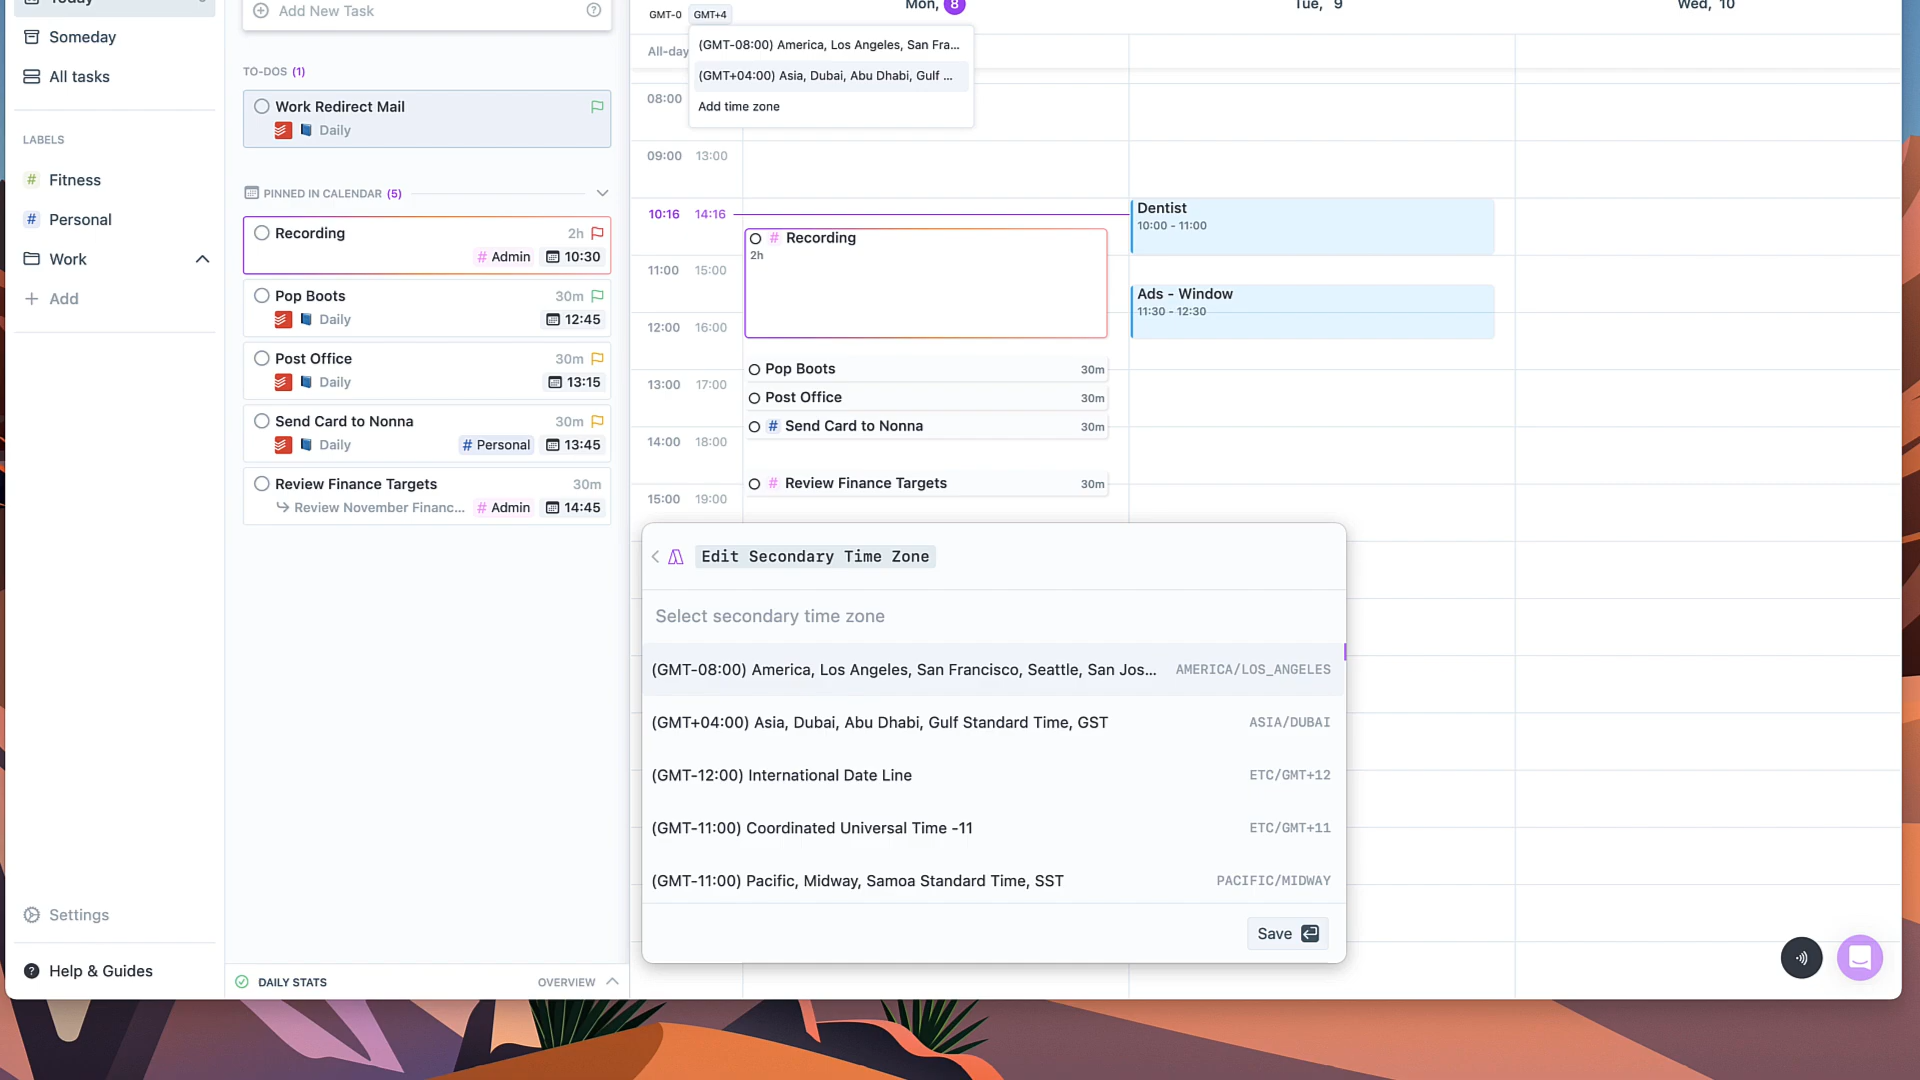 Today
Someday
All tasks
LABELS
# Fitness
# Personal
Work
Add
Settings
Help & Guides
Add New Task
TO-DOS (1)
Work Redirect Mail
Daily
PINNED IN CALENDAR (5)
Recording 2h
# Admin 10:30
Pop Boots 30m
Daily 12:45
Post Office 30m
Daily 13:15
Send Card to Nonna 30m
Daily # Personal 13:45
Review Finance Targets 30m
Review November Financ... # Admin 14:45
DAILY STATS OVERVIEW
GMT-0 GMT+4
Mon, 8
Tue, 9
Wed, 10
All-day
(GMT-08:00) America, Los Angeles, San Fra...
(GMT+04:00) Asia, Dubai, Abu Dhabi, Gulf ...
Add time zone
08:00
09:00 13:00
10:16 14:16
11:00 15:00
12:00 16:00
13:00 17:00
14:00 18:00
15:00 19:00
# Recording
2h
Pop Boots 30m
Post Office 30m
# Send Card to Nonna 30m
# Review Finance Targets 30m
Dentist
10:00 - 11:00
Ads - Window
11:30 - 12:30
Edit Secondary Time Zone
Select secondary time zone
(GMT-08:00) America, Los Angeles, San Francisco, Seattle, San Jos... AMERICA/LOS_ANGELES
(GMT+04:00) Asia, Dubai, Abu Dhabi, Gulf Standard Time, GST ASIA/DUBAI
(GMT-12:00) International Date Line ETC/GMT+12
(GMT-11:00) Coordinated Universal Time -11 ETC/GMT+11
(GMT-11:00) Pacific, Midway, Samoa Standard Time, SST PACIFIC/MIDWAY
Save